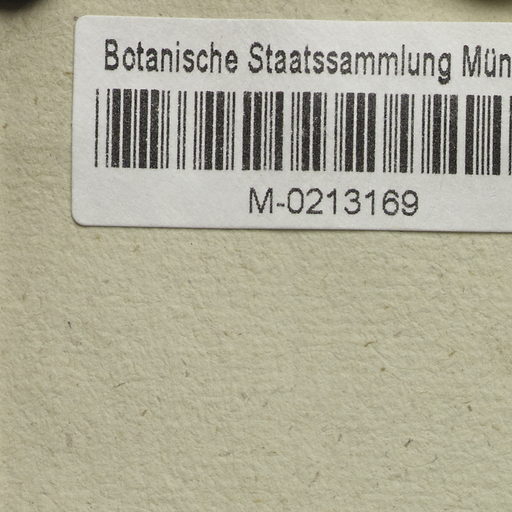 Botanische Staatssammlung Mün
M-0213169